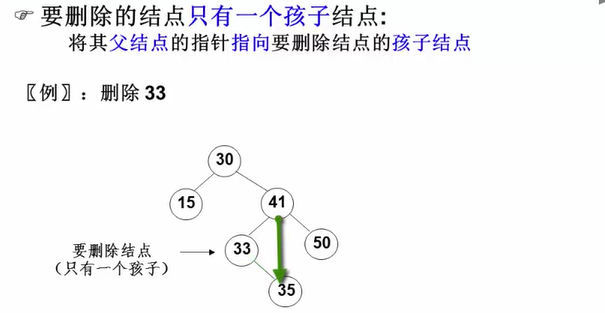 ☞ 要删除的结点只有一个孩子结点:
将其父结点的指针指向要删除结点的孩子结点
〖例〗：删除 33
30
15
41
33
50
要删除结点
（只有一个孩子）
35